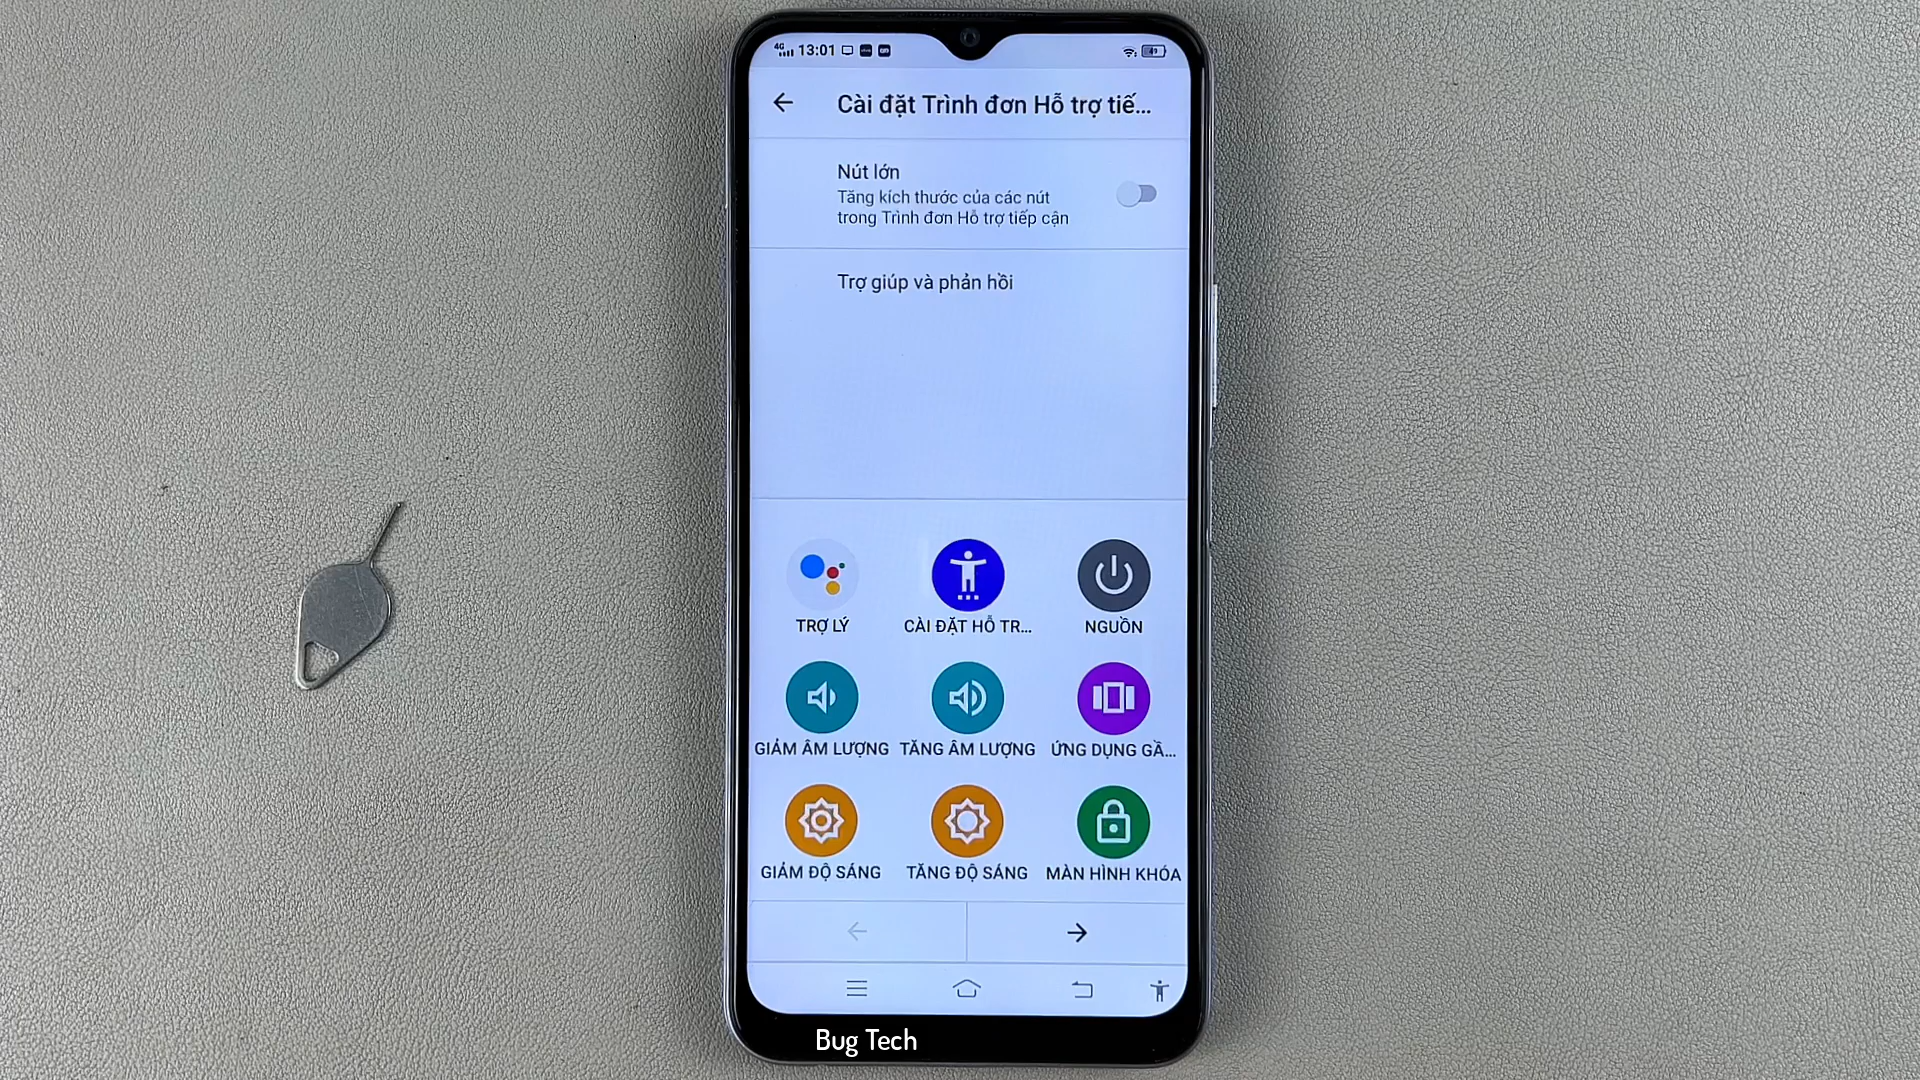 4G 13:01 49
Cài đặt Trình đơn Hỗ trợ tiế...
Nút lớn
Tăng kích thước của các nút
trong Trình đơn Hỗ trợ tiếp cận
Trợ giúp và phản hồi
TRỢ LÝ CÀI ĐẶT HỖ TR... NGUỒN
GIẢM ÂM LƯỢNG TĂNG ÂM LƯỢNG ỨNG DỤNG GẦ...
GIẢM ĐỘ SÁNG TĂNG ĐỘ SÁNG MÀN HÌNH KHÓA
Bug Tech